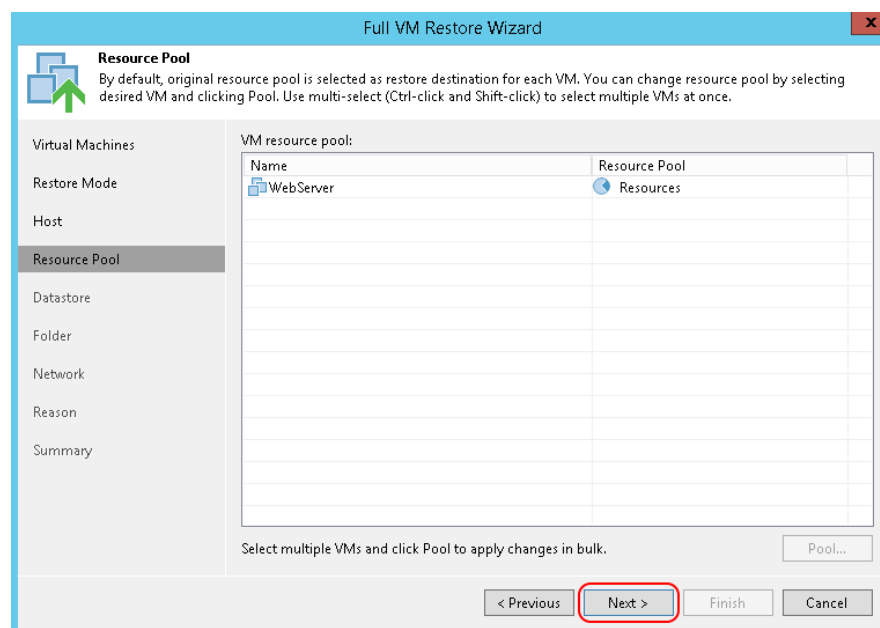 Full VM Restore Wizard
x
Resource Pool
By default, original resource pool is selected as restore destination for each VM. You can change resource pool by selecting
desired VM and clicking Pool. Use multi-select (Ctrl-click and Shift-click) to select multiple VMs at once.
Virtual Machines
Restore Mode
Host
Resource Pool
Datastore
Folder
Network
Reason
Summary
VM resource pool:
Name Resource Pool
WebServer Resources
Select multiple VMs and click Pool to apply changes in bulk.
Pool...
< Previous Next > Finish Cancel